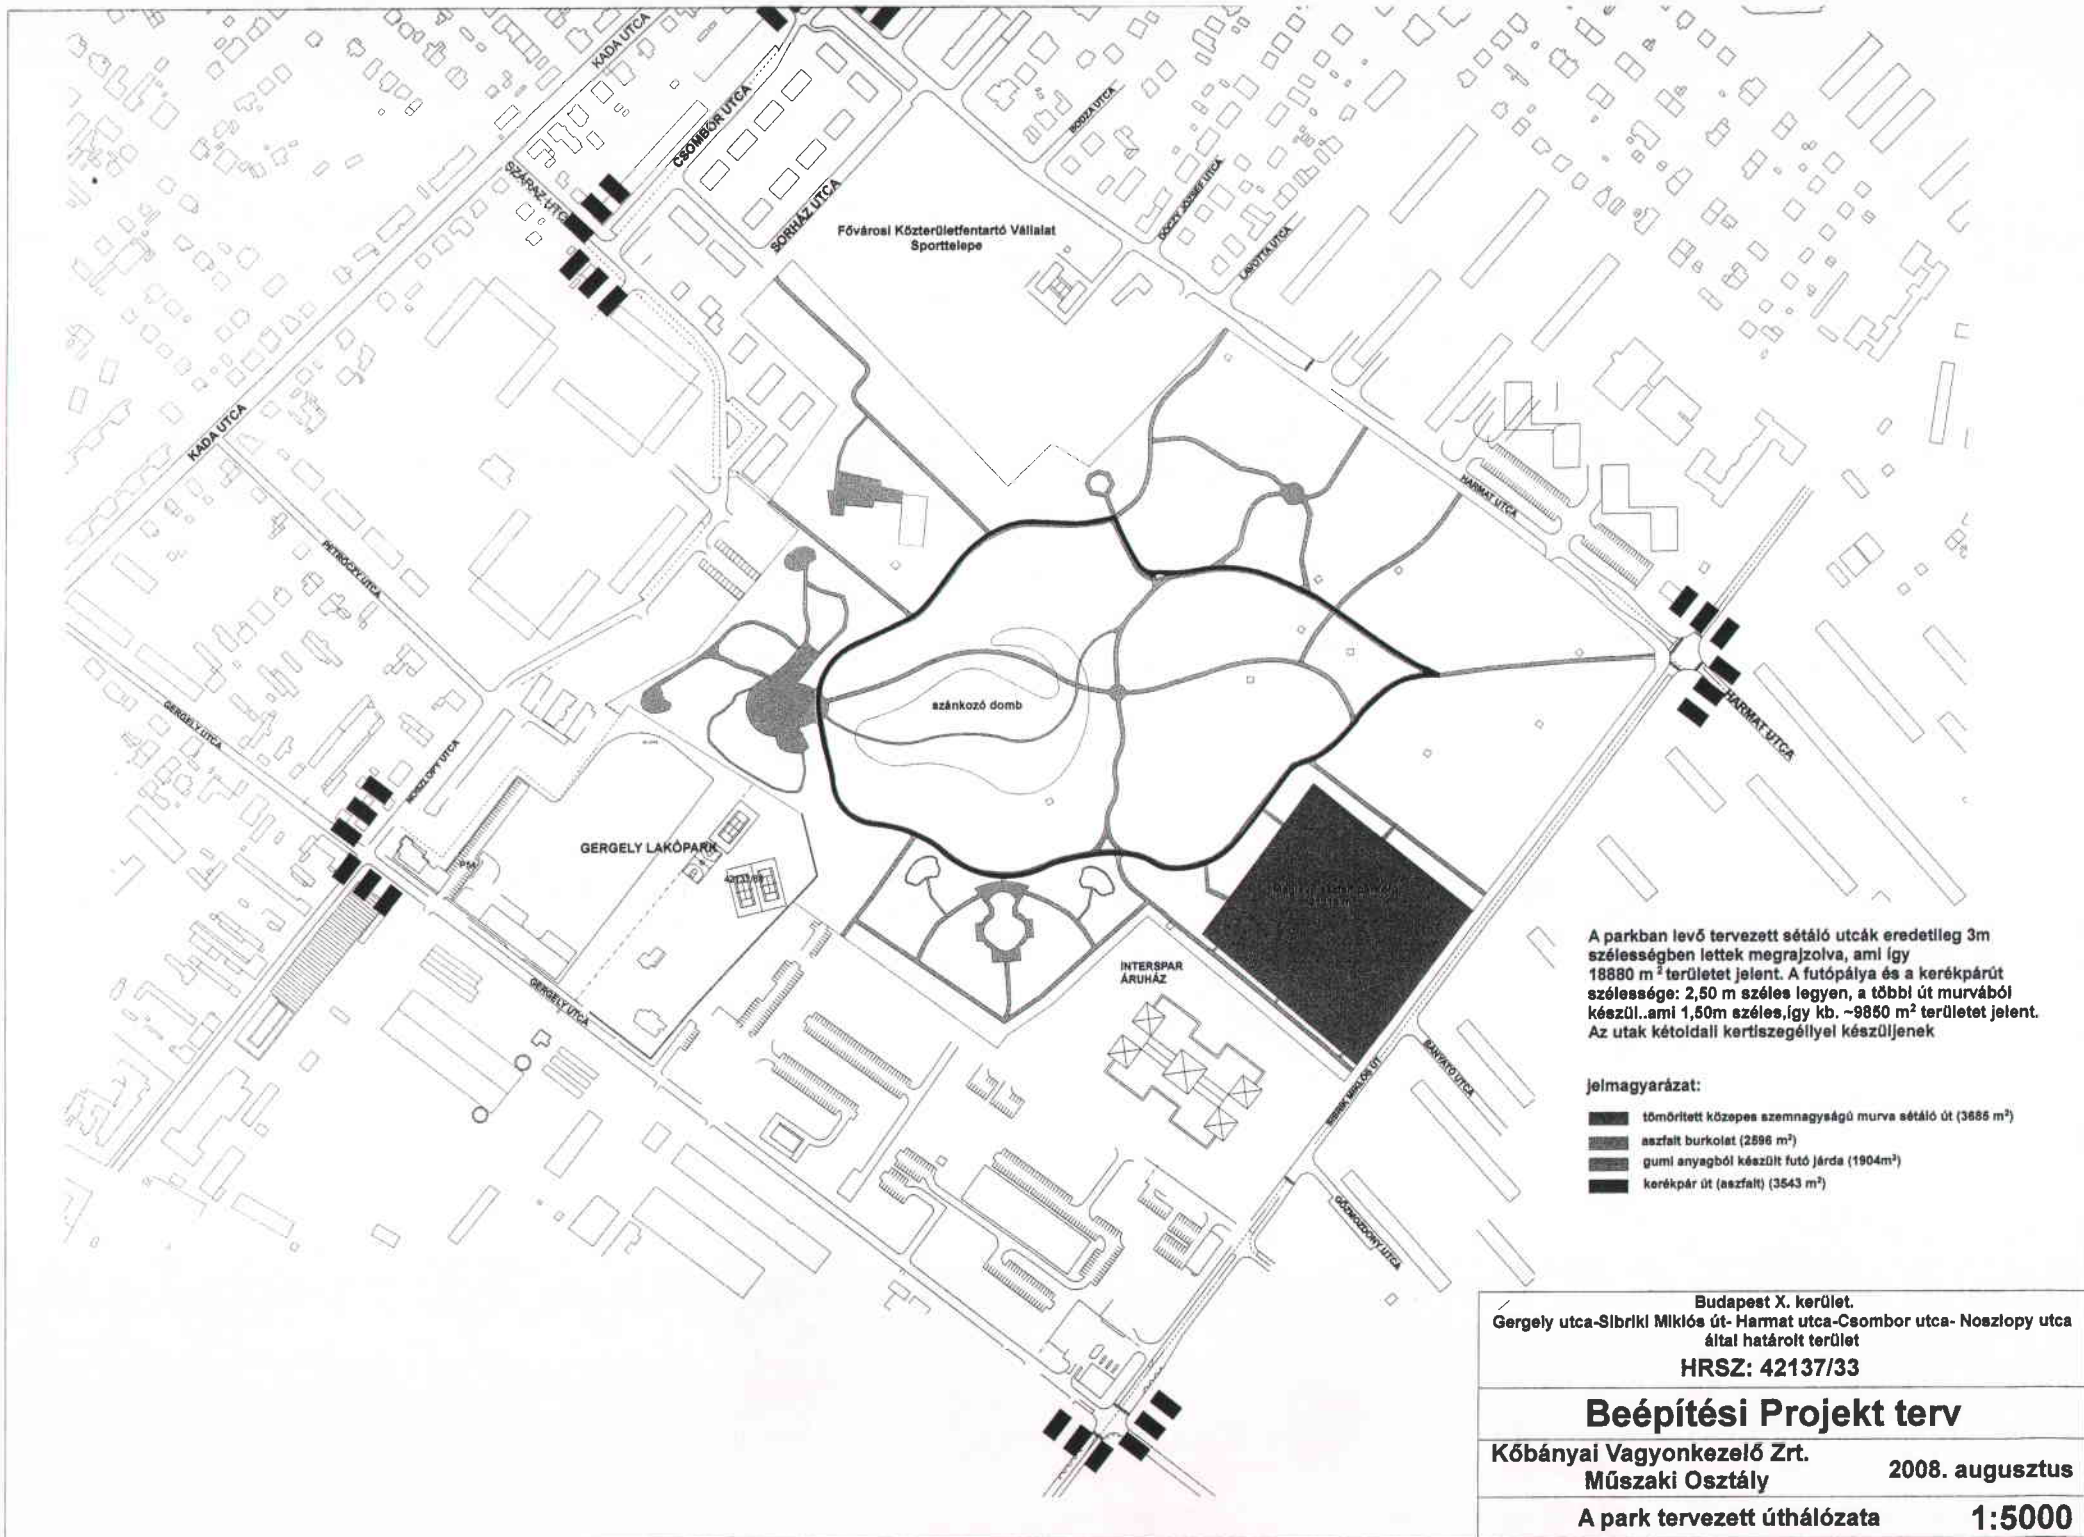 KADA UTCA
CSOMBOR UTCA
SZÁRAZ UTCA
SORHÁZ UTCA
BODZA UTCA
DÓCZY JÓZSEF UTCA
LAVOTTA UTCA
Fővárosi Közterületfentartó Vállalat
Sporttelepe
KADA UTCA
PETRŐCZY UTCA
HARMAT UTCA
GERGELY UTCA
NOSZLOPY UTCA
szánkozó domb
HARMAT UTCA
GERGELY LAKÓPARK
GERGELY UTCA
INTERSPAR
ÁRUHÁZ
SIBRIK MIKLÓS ÚT
BÁNYATÓ UTCA
GŐZMOZDONY UTCA
A parkban levő tervezett sétáló utcák eredetileg 3m
szélességben lettek megrajzolva, ami így
18880 m² területet jelent. A futópálya és a kerékpárút
szélessége: 2,50 m széles legyen, a többi út murvából
készül..ami 1,50m széles,így kb. ~9850 m² területet jelent.
Az utak kétoldali kertiszegéllyel készüljenek
jelmagyarázat:
tömörített közepes szemnagyságú murva sétáló út (3685 m²)
aszfalt burkolat (2596 m²)
gumi anyagból készült futó járda (1904m²)
kerékpár út (aszfalt) (3543 m²)
Budapest X. kerület.
Gergely utca-Sibriki Miklós út- Harmat utca-Csombor utca- Noszlopy utca
által határolt terület
HRSZ: 42137/33
Beépítési Projekt terv
Kőbányai Vagyonkezelő Zrt.
Műszaki Osztály
2008. augusztus
A park tervezett úthálózata 1:5000